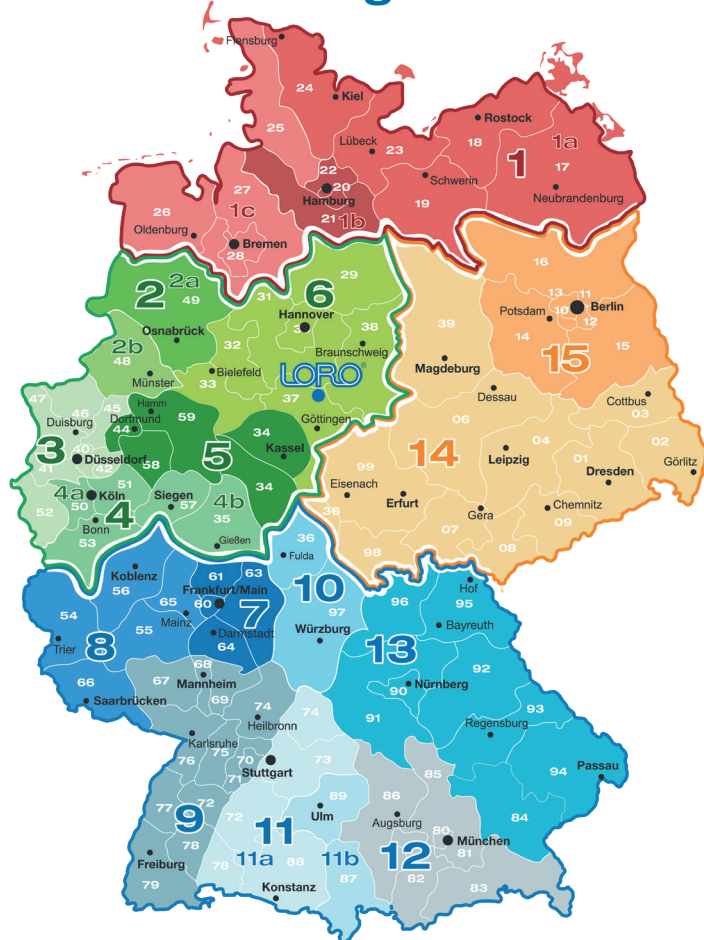 Flensburg
24
Kiel
25
Rostock
Lübeck
23
18
1
1a
17
22
20
Hamburg
Schwerin
Neubrandenburg
27
26
1c
21
1b
19
Oldenburg
Bremen
28
2
2a
49
31
6
29
16
Hannover
13
11
10
Berlin
12
Potsdam
14
15
15
Osnabrück
32
38
39
Braunschweig
2b
48
Münster
Bielefeld
33
LORO
37
Magdeburg
Dessau
Cottbus
03
47
46
45
Hamm
Duisburg
Dortmund
44
59
Göttingen
34
06
04
02
3
40
Düsseldorf
41
42
58
5
Kassel
14
Leipzig
01
Görlitz
99
Dresden
4a
Köln
51
50
4
Siegen
57
4b
35
34
Eisenach
36
Erfurt
Gera
Chemnitz
09
52
Bonn
53
Gießen
07
08
98
36
Fulda
Koblenz
56
61
63
Frankfurt/Main
60
7
10
97
Hof
96
95
Bayreuth
54
65
Mainz
55
8
Trier
Darmstadt
64
Würzburg
13
66
67
68
Mannheim
69
92
90
Nürnberg
93
Saarbrücken
74
Heilbronn
74
91
Regensburg
Karlsruhe
76
75
70
71
Stuttgart
73
85
94
Passau
77
72
9
72
11
89
Ulm
86
Augsburg
84
78
80
München
81
Freiburg
79
78
11a
88
11b
87
12
82
83
Konstanz